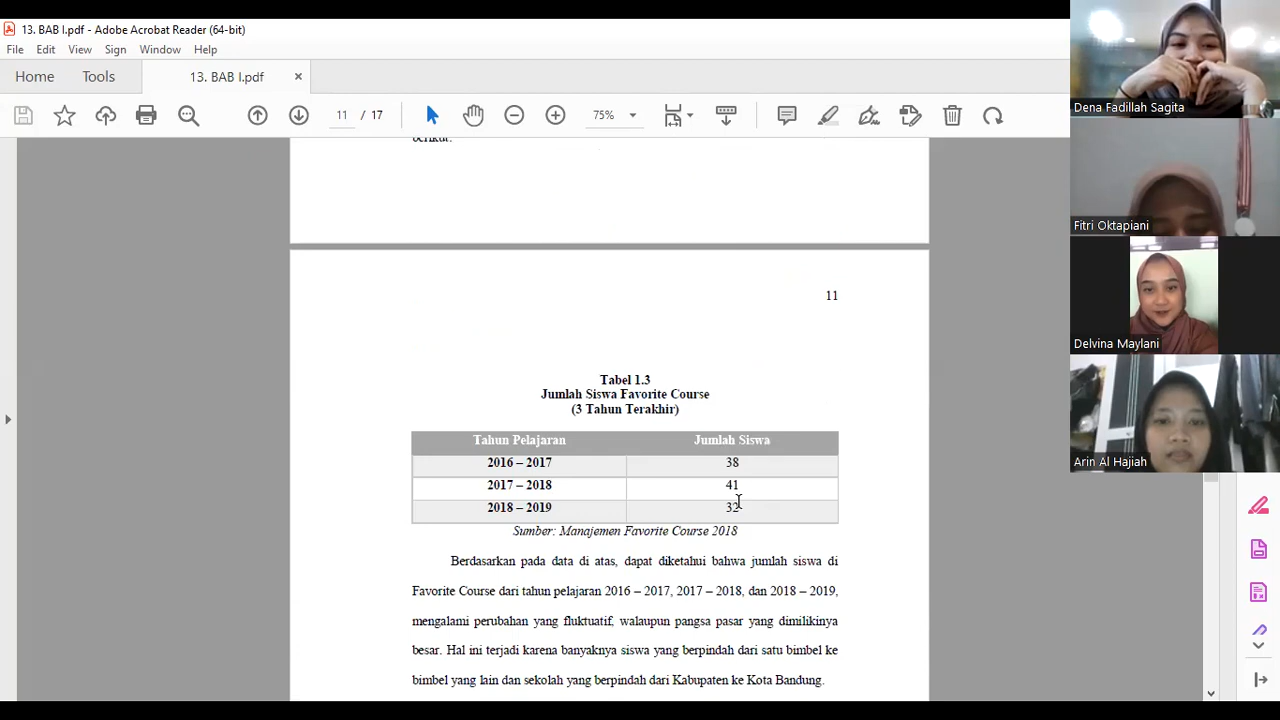 13. BAB I.pdf - Adobe Acrobat Reader (64-bit)
File Edit View Sign Window Help
Home Tools 13. BAB I.pdf ×
11 / 17 75%
berikut:
11
Tabel 1.3
Jumlah Siswa Favorite Course
(3 Tahun Terakhir)
Tahun Pelajaran Jumlah Siswa
2016 – 2017 38
2017 – 2018 41
2018 – 2019 32
Sumber: Manajemen Favorite Course 2018
Berdasarkan pada data di atas, dapat diketahui bahwa jumlah siswa di
Favorite Course dari tahun pelajaran 2016 – 2017, 2017 – 2018, dan 2018 – 2019,
mengalami perubahan yang fluktuatif, walaupun pangsa pasar yang dimilikinya
besar. Hal ini terjadi karena banyaknya siswa yang berpindah dari satu bimbel ke
bimbel yang lain dan sekolah yang berpindah dari Kabupaten ke Kota Bandung.
Dena Fadillah Sagita
Fitri Oktapiani
Delvina Maylani
Arin Al Hajiah